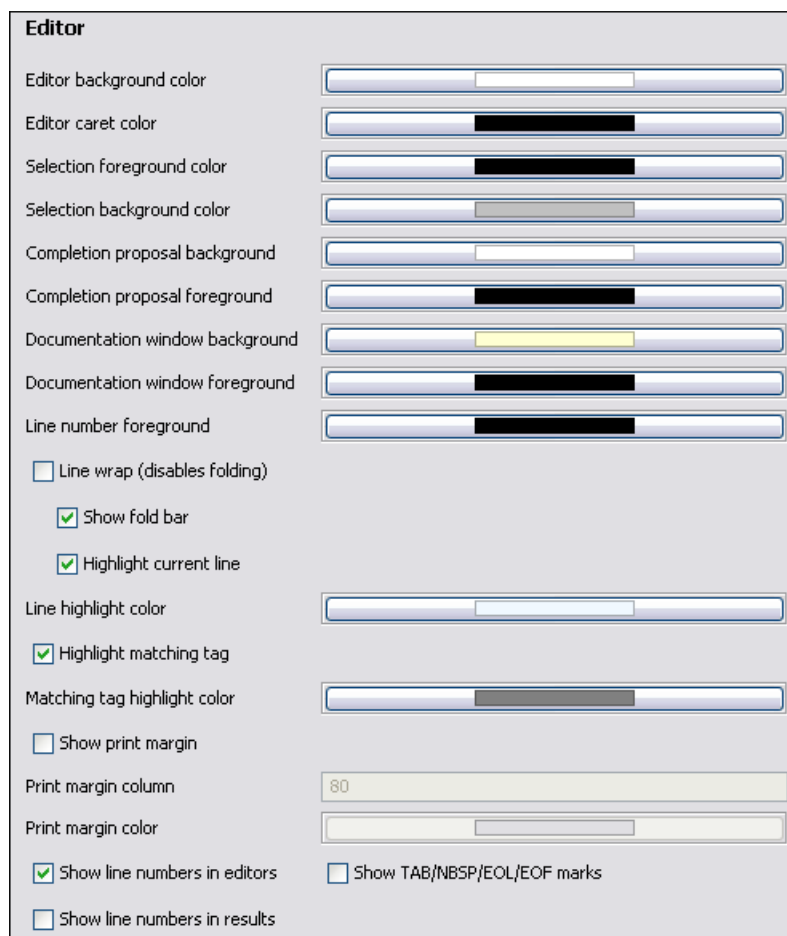 Editor
Editor background color
Editor caret color
Selection foreground color
Selection background color
Completion proposal background
Completion proposal foreground
Documentation window background
Documentation window foreground
Line number foreground
Line wrap (disables folding)
Show fold bar
Highlight current line
Line highlight color
Highlight matching tag
Matching tag highlight color
Show print margin
Print margin column 80
Print margin color
Show line numbers in editors Show TAB/NBSP/EOL/EOF marks
Show line numbers in results